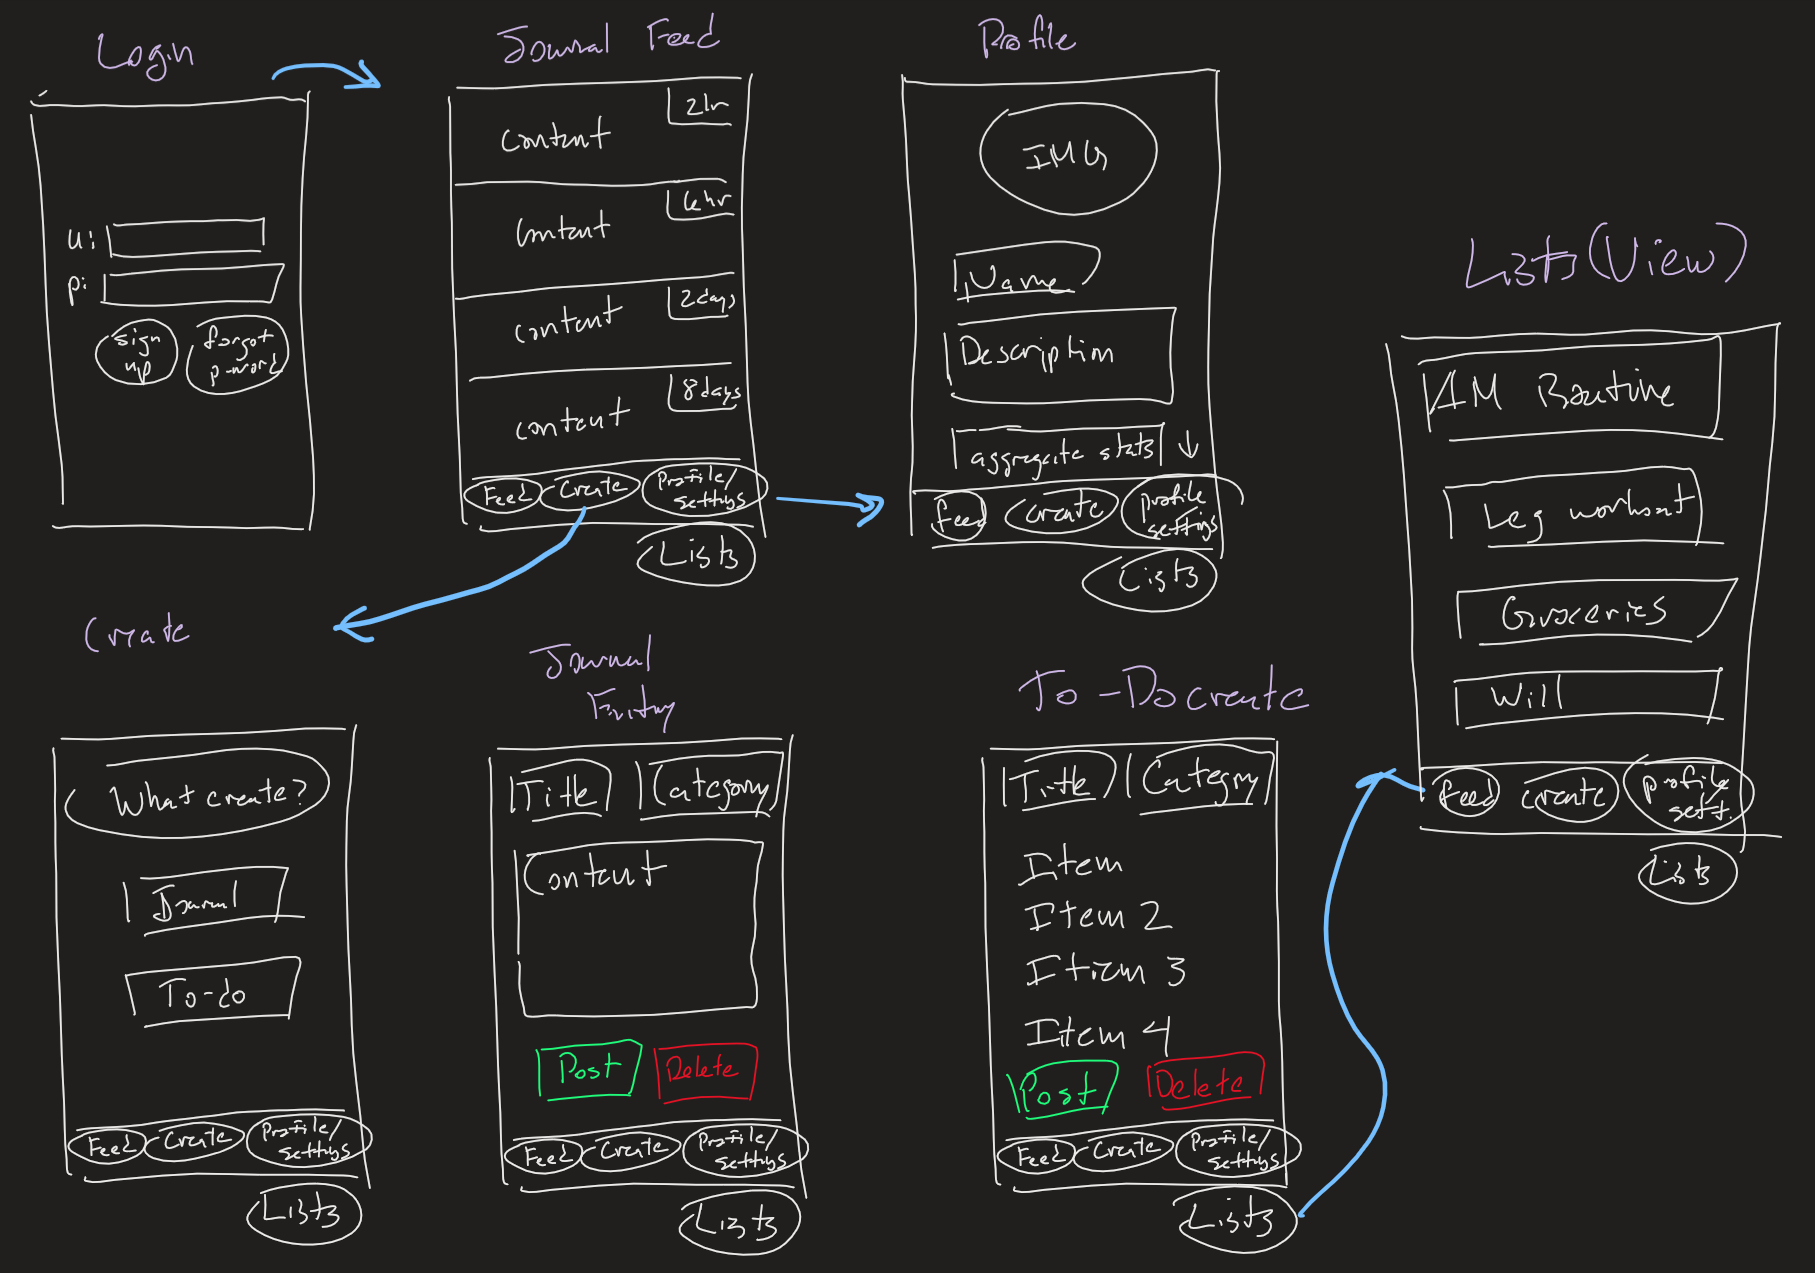 Login
u:
p:
sign
up
forgot
p-word
Journal Feed
content
2hr
content
6hr
content
2days
content
8days
Feed
Create
Profile/
settings
Lists
Profile
IMG
Name
Description
aggregate stats
feed
create
profile
settings
Lists
Lists (View)
AM Routine
Leg workout
Groceries
Will
feed
create
profile
sett.
Lists
Create
What create?
Journal
To-do
Feed
Create
Profile/
settings
Lists
Journal
Entry
Title
Category
Content
Post
Delete
Feed
Create
Profile/
settings
Lists
To-Do create
Title
Category
Item
Item 2
Item 3
Item 4
Post
Delete
Feed
Create
Profile/
settings
Lists